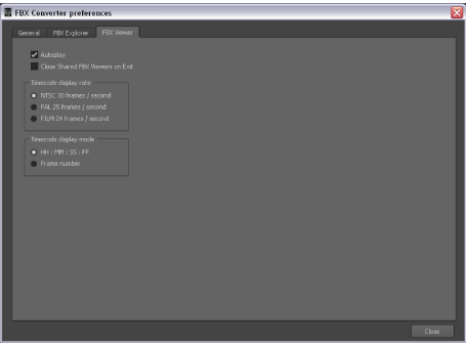 FBX Converter preferences
General FBX Explorer FBX Viewer
Autoplay
Close Shared FBX Viewers on Exit
Timecode display rate
NTSC 30 frames / second
PAL 25 frames / second
FILM 24 frames / second
Timecode display mode
HH : MM : SS : FF
Frame number
Close